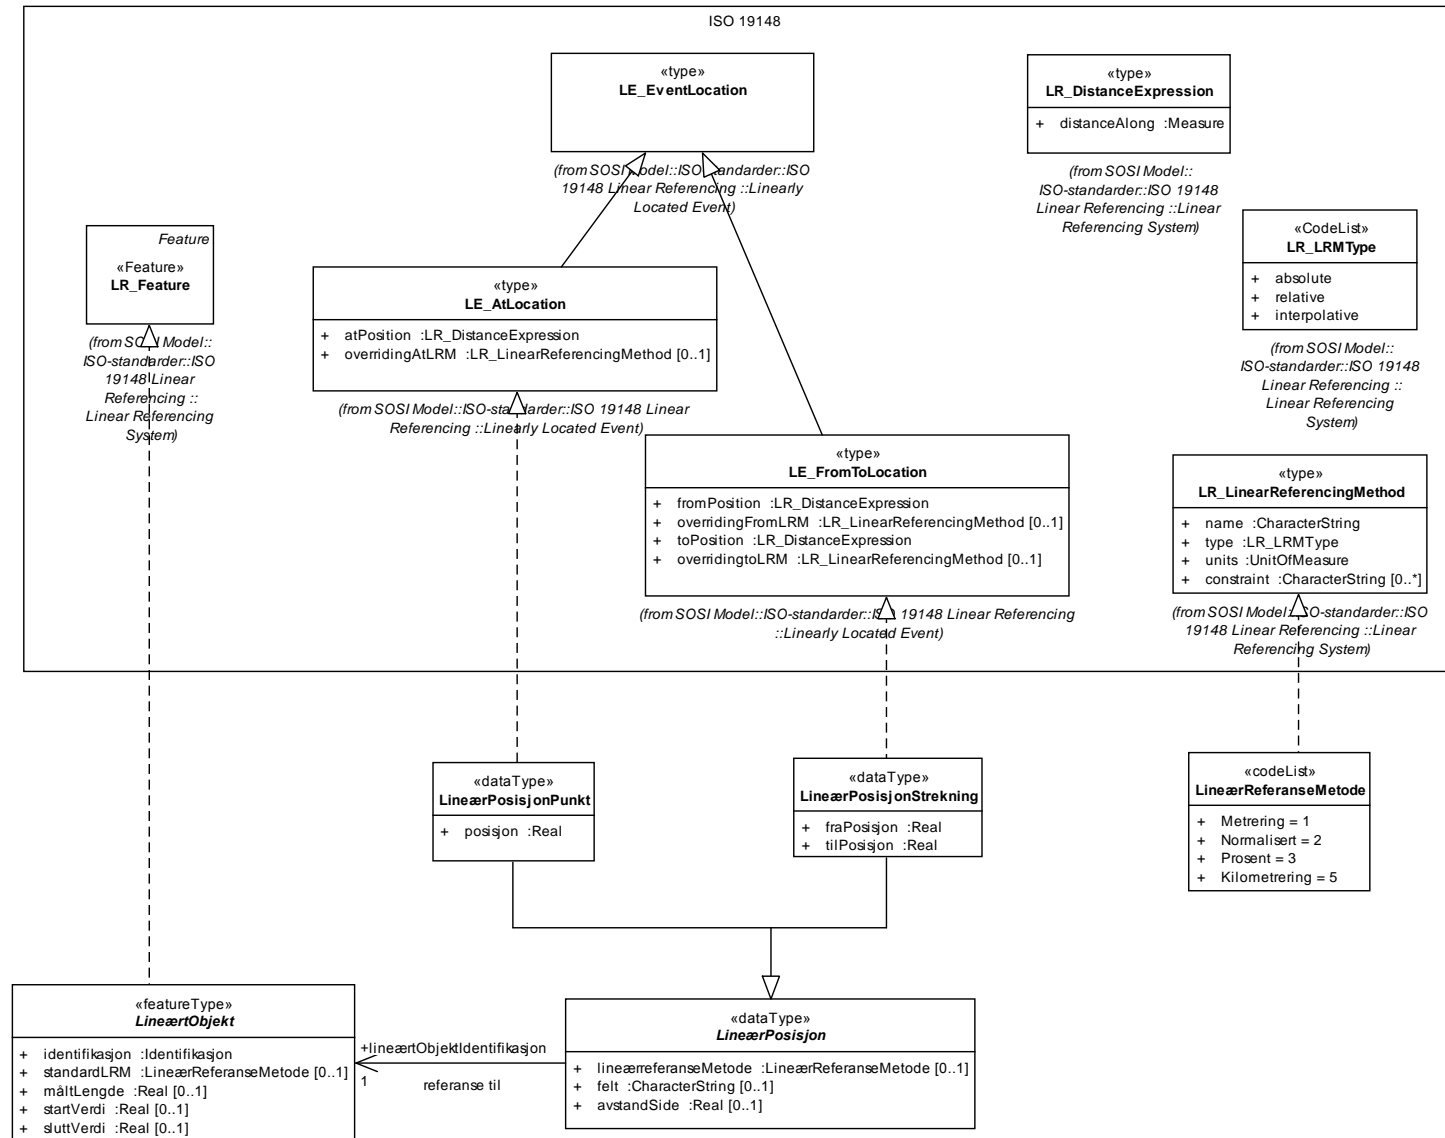 ISO 19148
«type»
LE_EventLocation
(from SOSI Model::ISO-standarder::ISO
19148 Linear Referencing ::Linearly
Located Event)
«type»
LR_DistanceExpression
+ distanceAlong :Measure
(from SOSI Model::
ISO-standarder::ISO 19148
Linear Referencing ::Linear
Referencing System)
Feature
«Feature»
LR_Feature
(from SOSI Model::
ISO-standarder::ISO
19148 Linear
Referencing ::
Linear Referencing
System)
«CodeList»
LR_LRMType
+ absolute
+ relative
+ interpolative
(from SOSI Model::
ISO-standarder::ISO 19148
Linear Referencing ::
Linear Referencing
System)
«type»
LE_AtLocation
+ atPosition :LR_DistanceExpression
+ overridingAtLRM :LR_LinearReferencingMethod [0..1]
(from SOSI Model::ISO-standarder::ISO 19148 Linear
Referencing ::Linearly Located Event)
«type»
LE_FromToLocation
+ fromPosition :LR_DistanceExpression
+ overridingFromLRM :LR_LinearReferencingMethod [0..1]
+ toPosition :LR_DistanceExpression
+ overridingtoLRM :LR_LinearReferencingMethod [0..1]
(from SOSI Model::ISO-standarder::ISO 19148 Linear Referencing
::Linearly Located Event)
«type»
LR_LinearReferencingMethod
+ name :CharacterString
+ type :LR_LRMType
+ units :UnitOfMeasure
+ constraint :CharacterString [0..*]
(from SOSI Model::ISO-standarder::ISO
19148 Linear Referencing ::Linear
Referencing System)
«dataType»
LineærPosisjonPunkt
+ posisjon :Real
«dataType»
LineærPosisjonStrekning
+ fraPosisjon :Real
+ tilPosisjon :Real
«codeList»
LineærReferanseMetode
+ Metrering = 1
+ Normalisert = 2
+ Prosent = 3
+ Kilometrering = 5
«featureType»
LineærtObjekt
+ identifikasjon :Identifikasjon
+ standardLRM :LineærReferanseMetode [0..1]
+ måltLengde :Real [0..1]
+ startVerdi :Real [0..1]
+ sluttVerdi :Real [0..1]
+lineærtObjektIdentifikasjon
1
referanse til
«dataType»
LineærPosisjon
+ lineærreferanseMetode :LineærReferanseMetode [0..1]
+ felt :CharacterString [0..1]
+ avstandSide :Real [0..1]